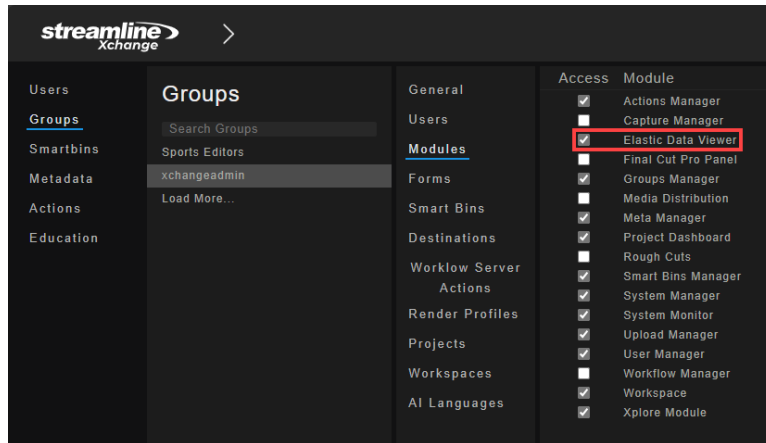 streamline
Xchange
>
Users
Groups
Smartbins
Metadata
Actions
Education
Groups
Search Groups
Sports Editors
xchangeadmin
Load More...
General
Users
Modules
Forms
Smart Bins
Destinations
Worklow Server
Actions
Render Profiles
Projects
Workspaces
AI Languages
Access Module
Actions Manager
Capture Manager
Elastic Data Viewer
Final Cut Pro Panel
Groups Manager
Media Distribution
Meta Manager
Project Dashboard
Rough Cuts
Smart Bins Manager
System Manager
System Monitor
Upload Manager
User Manager
Workflow Manager
Workspace
Xplore Module